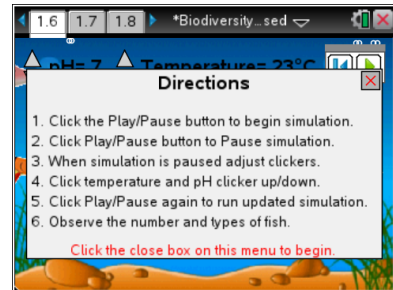 1.6 1.7 1.8 *Biodiversity...sed
pH= 7 Temperature= 23°C
Directions
1. Click the Play/Pause button to begin simulation.
2. Click Play/Pause button to Pause simulation.
3. When simulation is paused adjust clickers.
4. Click temperature and pH clicker up/down.
5. Click Play/Pause again to run updated simulation.
6. Observe the number and types of fish.
Click the close box on this menu to begin.